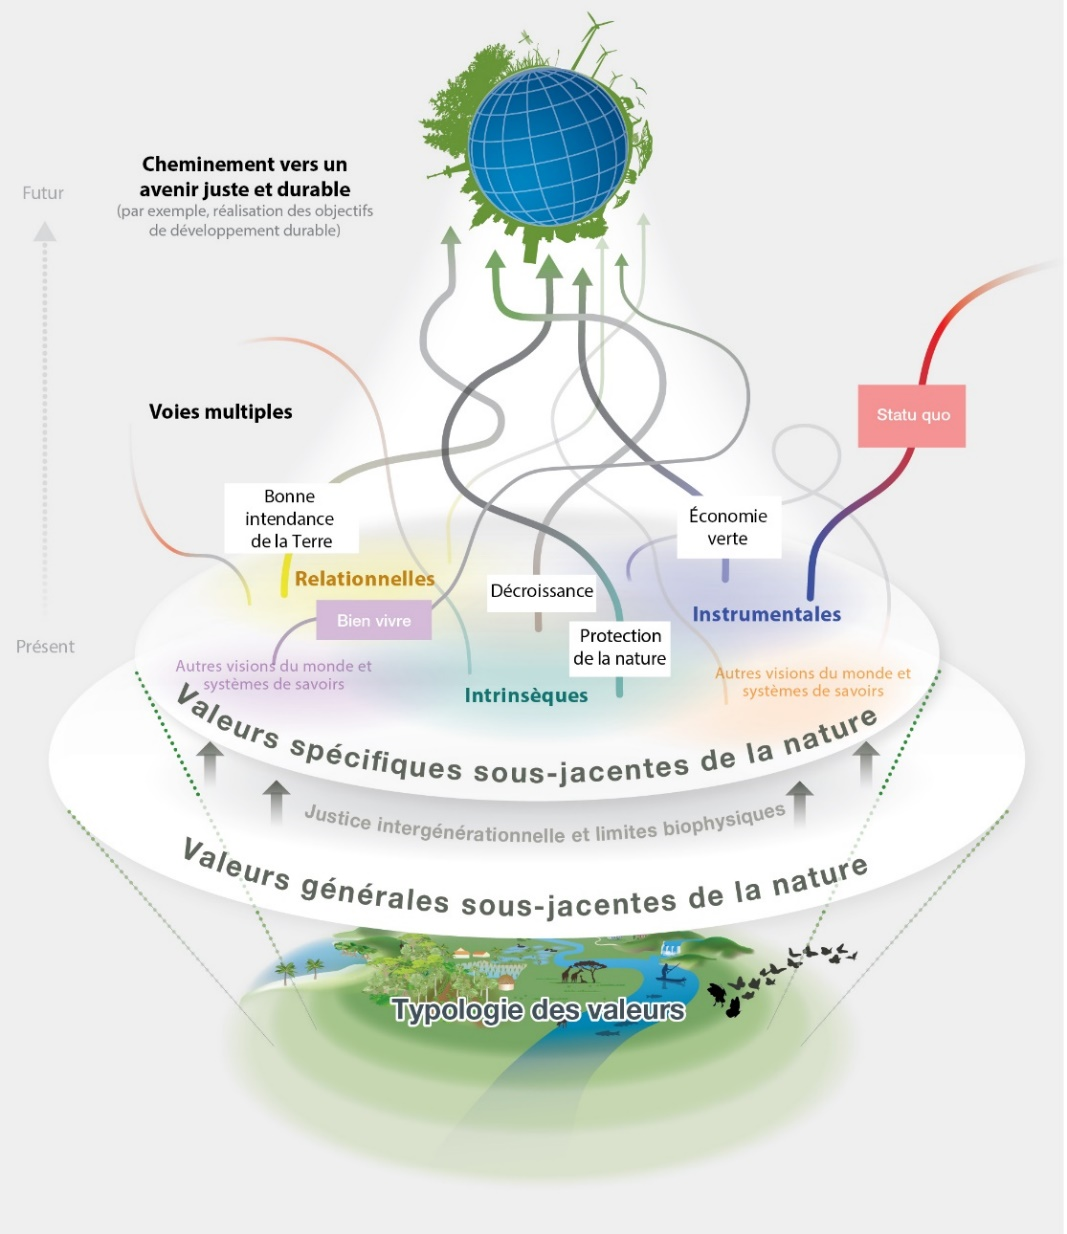 Cheminement vers un
avenir juste et durable
(par exemple, réalisation des objectifs
de développement durable)
Futur
Voies multiples
Statu quo
Bonne
intendance
de la Terre
Économie
verte
Relationnelles
Décroissance
Bien vivre
Instrumentales
Protection
de la nature
Présent
Autres visions du monde et
systèmes de savoirs
Intrinsèques
Autres visions du monde et
systèmes de savoirs
Valeurs spécifiques sous-jacentes de la nature
Justice intergénérationnelle et limites biophysiques
Valeurs générales sous-jacentes de la nature
Typologie des valeurs